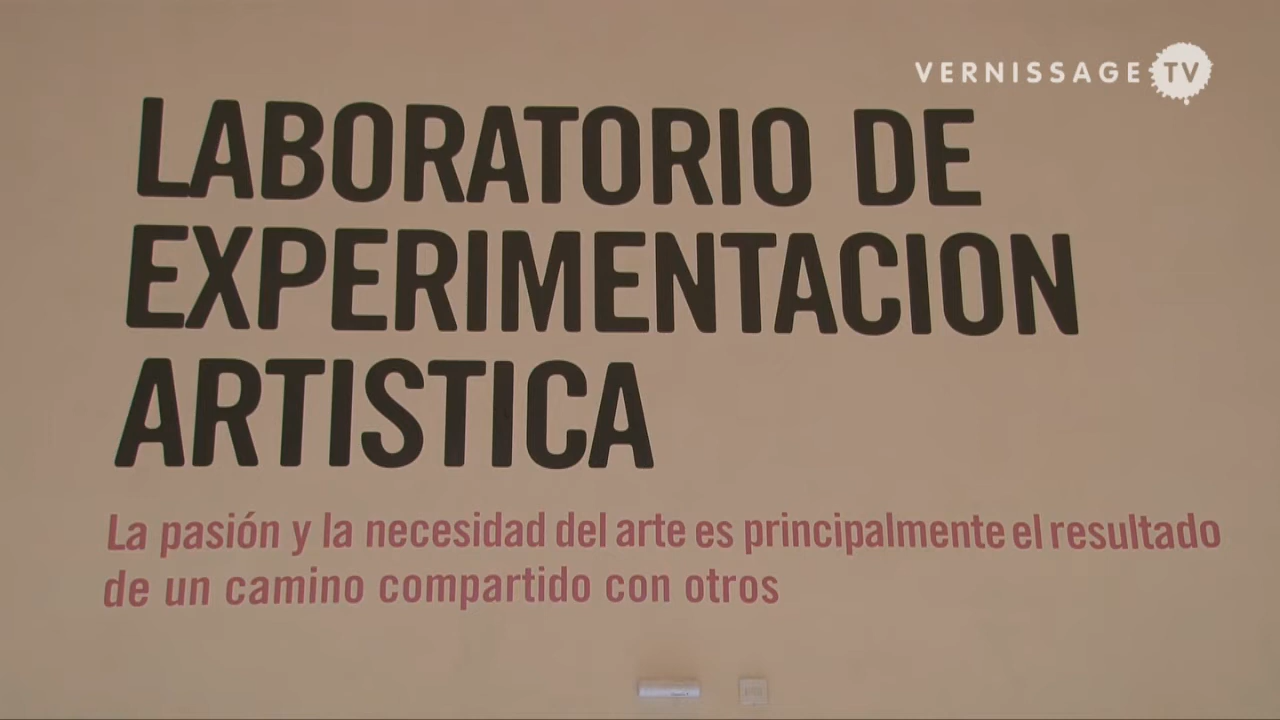 VERNISSAGE TV
LABORATORIO DE
EXPERIMENTACION
ARTISTICA
La pasión y la necesidad del arte es principalmente el resultado
de un camino compartido con otros